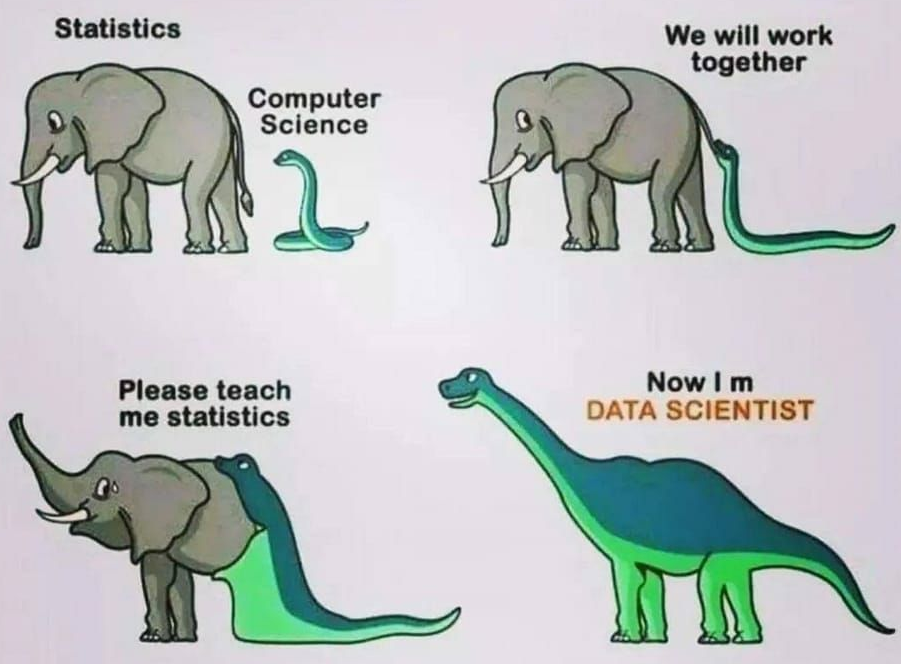 Statistics
Computer
Science
We will work
together
Please teach
me statistics
Now I m
DATA SCIENTIST